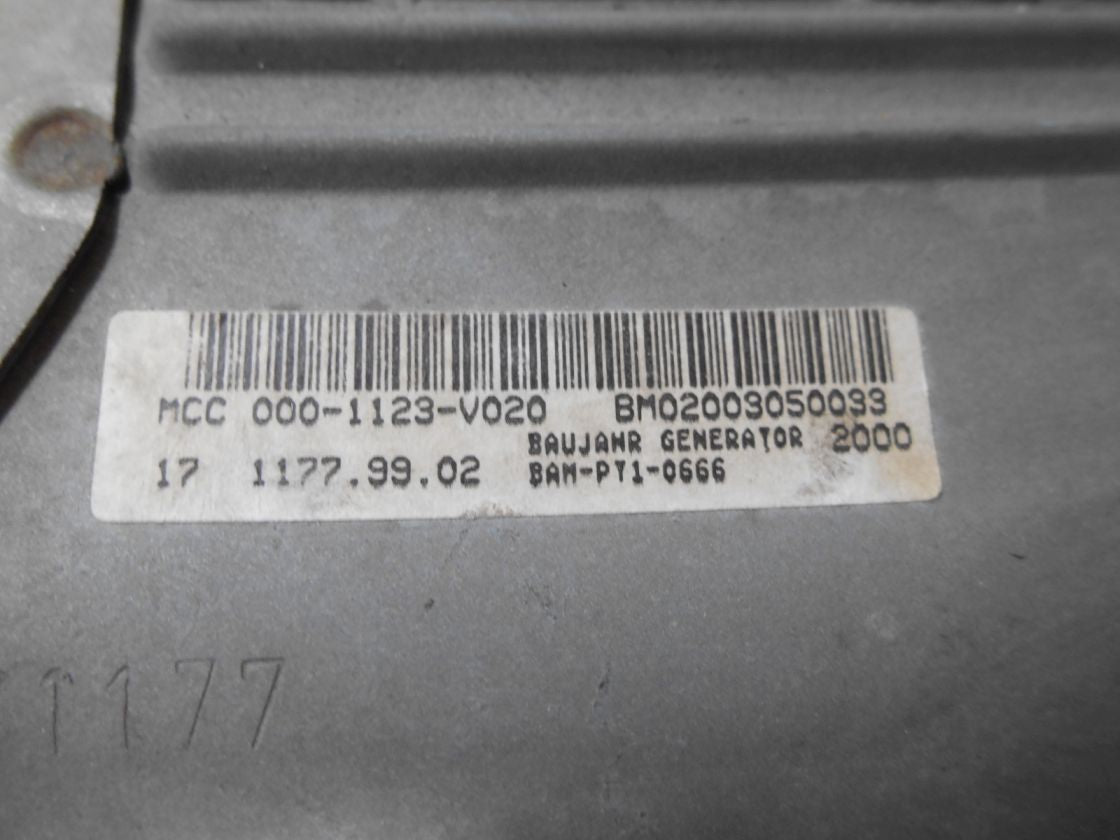 MCC 000-1123-V020 BM02003050033
BAUJAHR GENERATOR 2000
17 1177.99.02 BAM-PT1-0666
1177